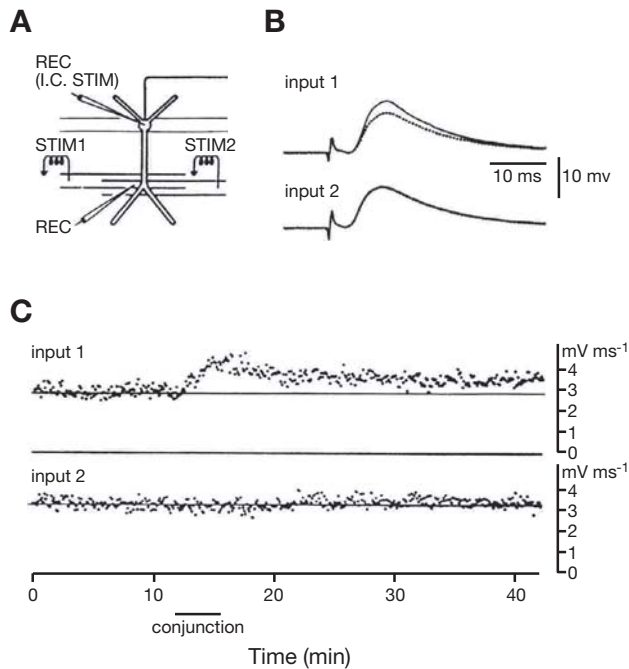 A
REC
(I.C. STIM)
STIM1
STIM2
REC
B
input 1
10 ms
10 mv
input 2
C
input 1
mV ms-1
4
3
2
1
0
input 2
mV ms-1
4
3
2
1
0
0 10 20 30 40
conjunction
Time (min)